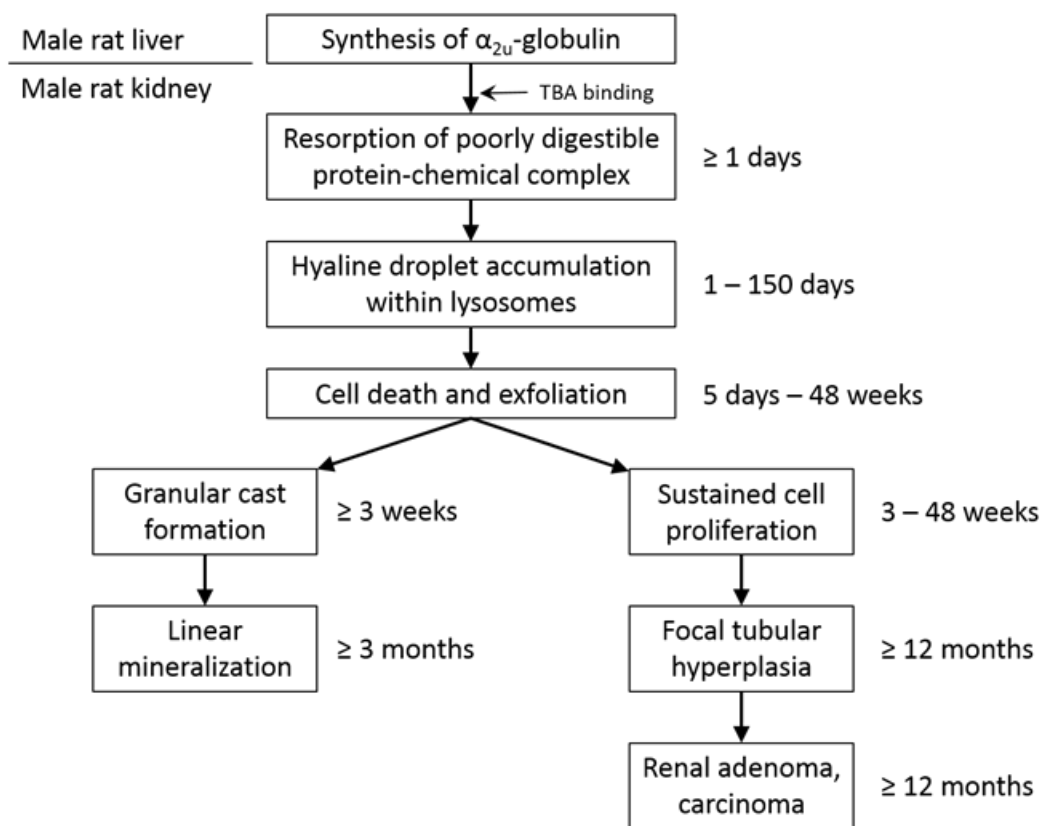 Male rat liver
Synthesis of α₂ᵤ-globulin
Male rat kidney
TBA binding
Resorption of poorly digestible
protein-chemical complex
≥ 1 days
Hyaline droplet accumulation
within lysosomes
1 – 150 days
Cell death and exfoliation
5 days – 48 weeks
Granular cast
formation
≥ 3 weeks
Sustained cell
proliferation
3 – 48 weeks
Linear
mineralization
≥ 3 months
Focal tubular
hyperplasia
≥ 12 months
Renal adenoma,
carcinoma
≥ 12 months